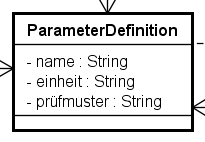 ParameterDefinition
- name : String
- einheit : String
- prüfmuster : String